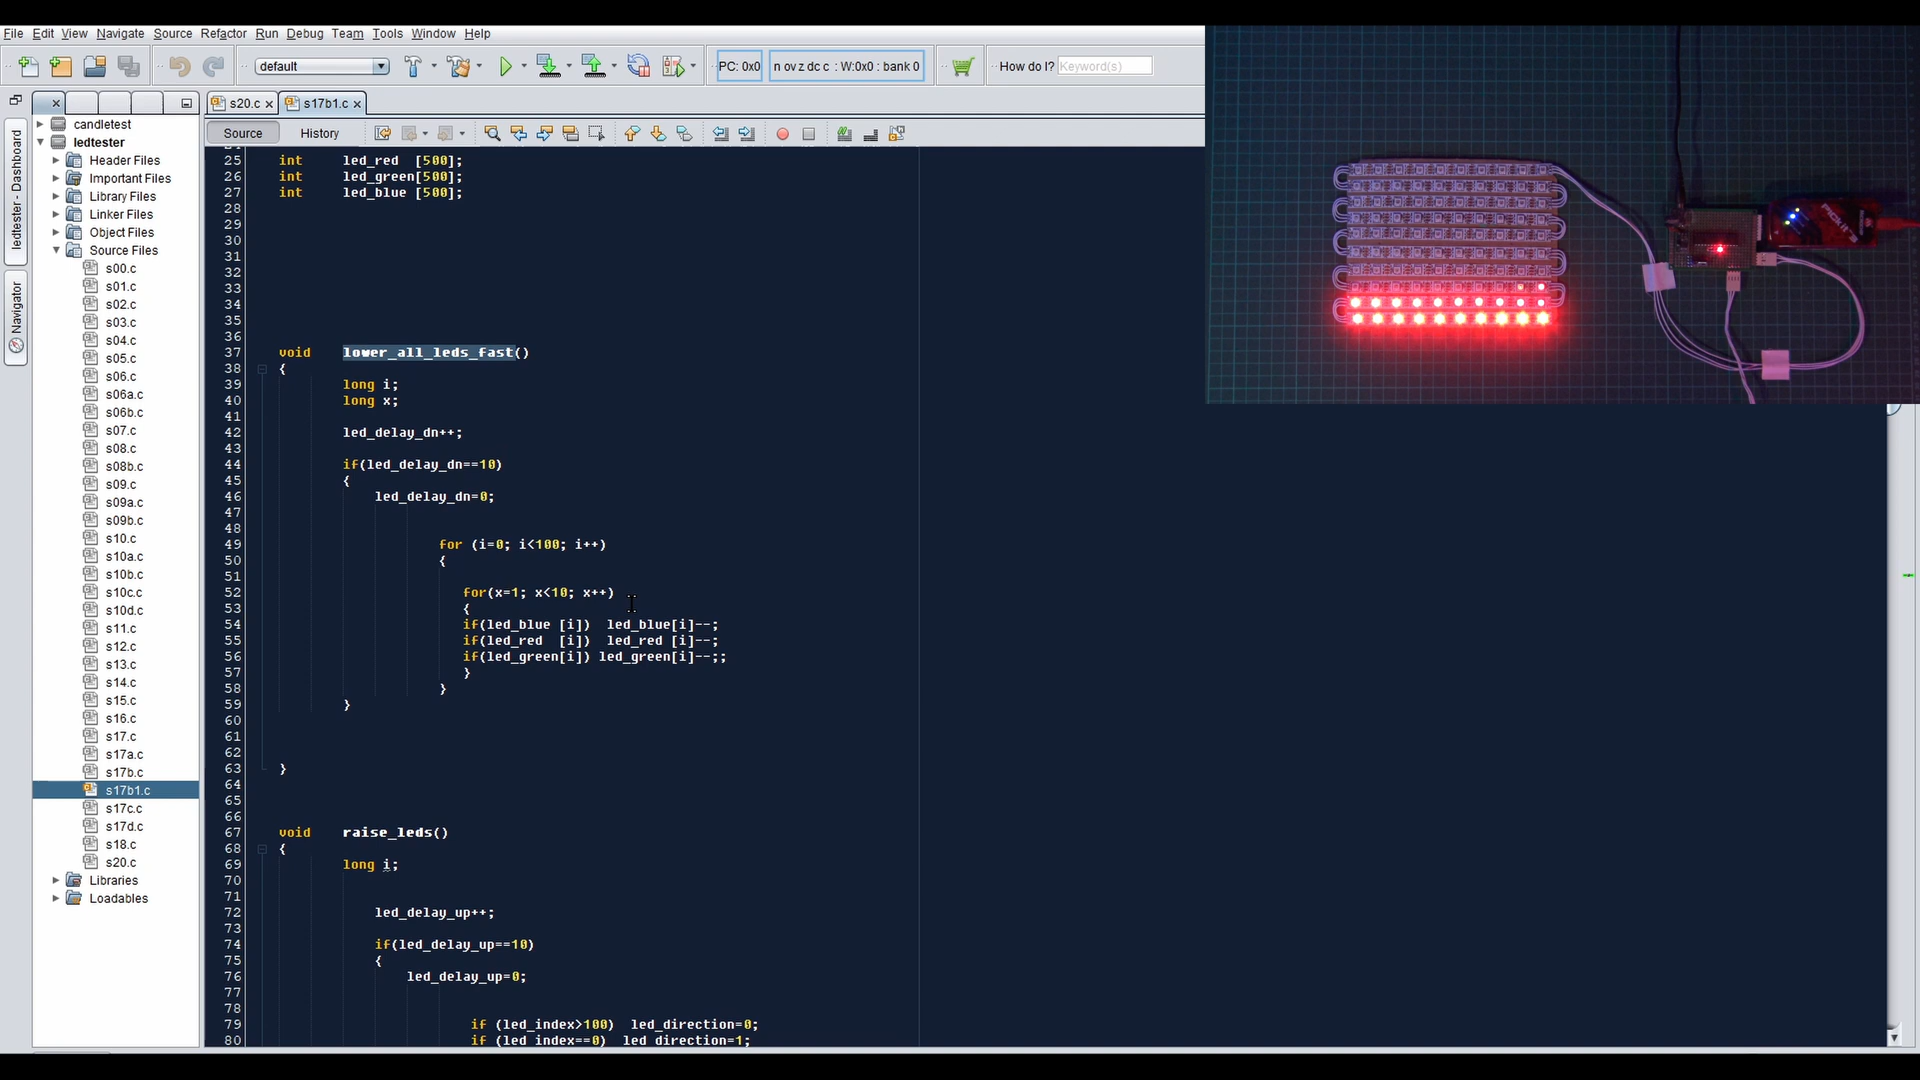 File Edit View Navigate Source Refactor Run Debug Team Tools Window Help
default PC: 0x0 n ov z dc c : W:0x0 : bank 0 How do I? Keyword(s)
s20.c s17b1.c
Source History
ledtester - Dashboard
Navigator
candletest
ledtester
Header Files
Important Files
Library Files
Linker Files
Object Files
Source Files
s00.c
s01.c
s02.c
s03.c
s04.c
s05.c
s06.c
s06a.c
s06b.c
s07.c
s08.c
s08b.c
s09.c
s09a.c
s09b.c
s10.c
s10a.c
s10b.c
s10c.c
s10d.c
s11.c
s12.c
s13.c
s14.c
s15.c
s16.c
s17.c
s17a.c
s17b.c
s17b1.c
s17c.c
s17d.c
s18.c
s20.c
Libraries
Loadables
25 int led_red [500];
26 int led_green[500];
27 int led_blue [500];
28
29
30
31
32
33
34
35
36
37 void lower_all_leds_fast()
38 {
39 long i;
40 long x;
41
42 led_delay_dn++;
43
44 if(led_delay_dn==10)
45 {
46 led_delay_dn=0;
47
48
49 for (i=0; i<100; i++)
50 {
51
52 for(x=1; x<10; x++)
53 {
54 if(led_blue [i]) led_blue[i]--;
55 if(led_red [i]) led_red [i]--;
56 if(led_green[i]) led_green[i]--;;
57 }
58 }
59 }
60
61
62
63 }
64
65
66
67 void raise_leds()
68 {
69 long i;
70
71
72 led_delay_up++;
73
74 if(led_delay_up==10)
75 {
76 led_delay_up=0;
77
78
79 if (led_index>100) led_direction=0;
80 if (led_index==0) led_direction=1;